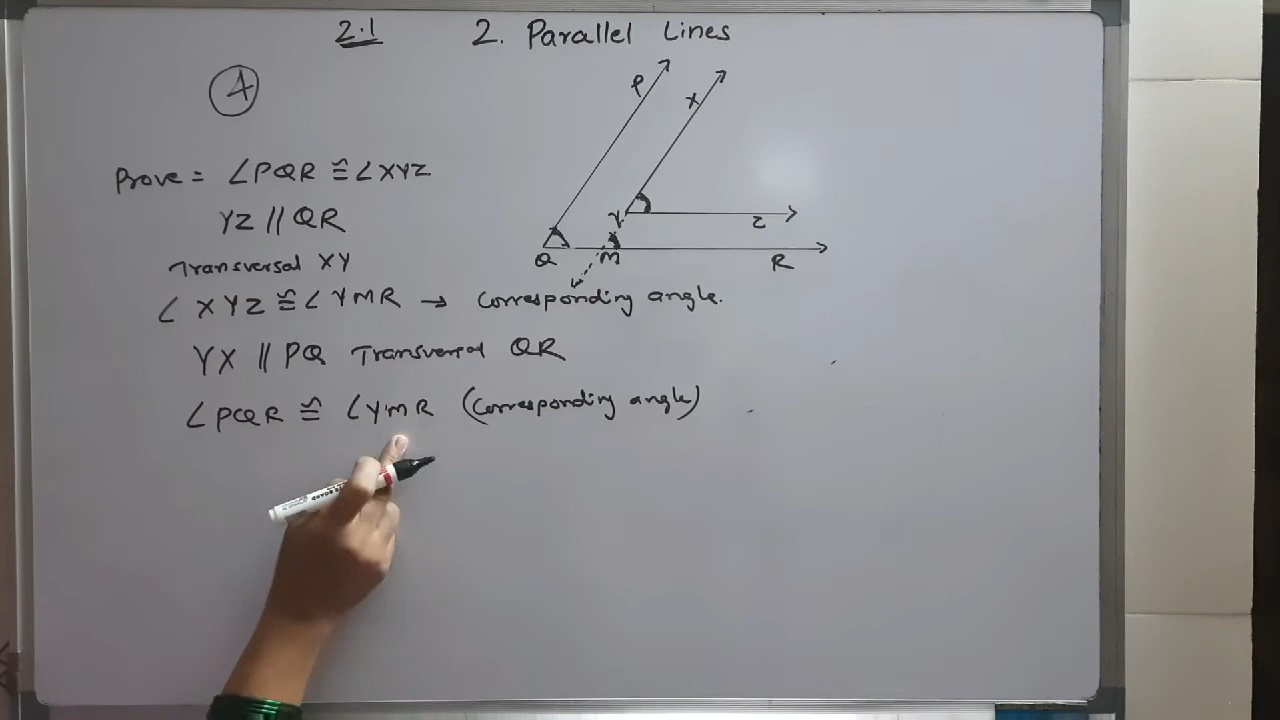 2.1 2. Parallel Lines
4
P
X
Prove = ∠PQR ≅ ∠XYZ
YZ // QR
Y
Z
Q
M
R
Transversal XY
∠XYZ ≅ ∠YMR → Corresponding angle.
YX // PQ Transversal QR
∠PQR ≅ ∠YMR (Corresponding angle)